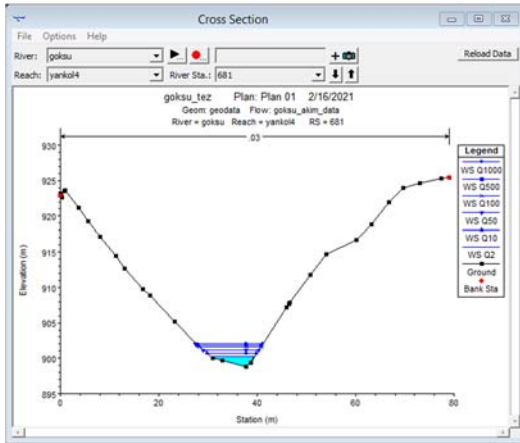 Cross Section
File Options Help
River: goksu
Reload Data
Reach: yankol4 River Sta.: 681
goksu_tez Plan: Plan 01 2/16/2021
Geom: geodata Flow: goksu_akim_data
River = goksu Reach = yankol4 RS = 681
.03
930
925
920
915
910
905
900
895
Elevation (m)
0 20 40 60 80
Station (m)
Legend
WS Q1000
WS Q500
WS Q100
WS Q50
WS Q10
WS Q2
Ground
Bank Sta